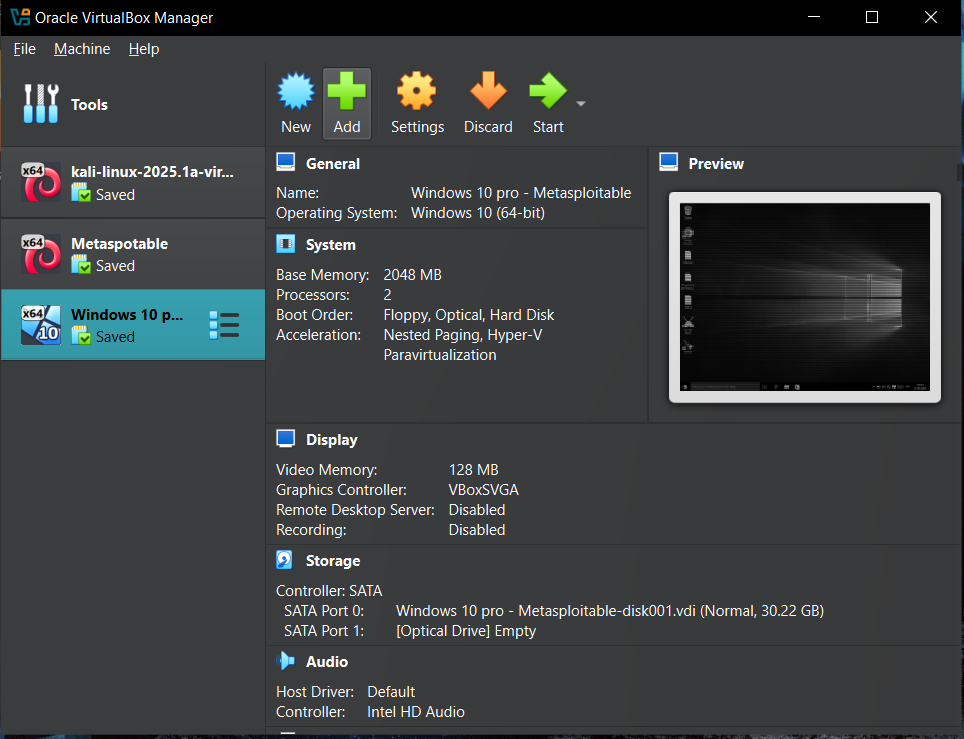 Oracle VirtualBox Manager
File Machine Help
Tools
New Add Settings Discard Start
x64 kali-linux-2025.1a-vir...
Saved
x64 Metaspotable
Saved
x64 10 Windows 10 p...
Saved
General
Name: Windows 10 pro - Metasploitable
Operating System: Windows 10 (64-bit)
System
Base Memory: 2048 MB
Processors: 2
Boot Order: Floppy, Optical, Hard Disk
Acceleration: Nested Paging, Hyper-V
Paravirtualization
Preview
Display
Video Memory: 128 MB
Graphics Controller: VBoxSVGA
Remote Desktop Server: Disabled
Recording: Disabled
Storage
Controller: SATA
SATA Port 0: Windows 10 pro - Metasploitable-disk001.vdi (Normal, 30.22 GB)
SATA Port 1: [Optical Drive] Empty
Audio
Host Driver: Default
Controller: Intel HD Audio